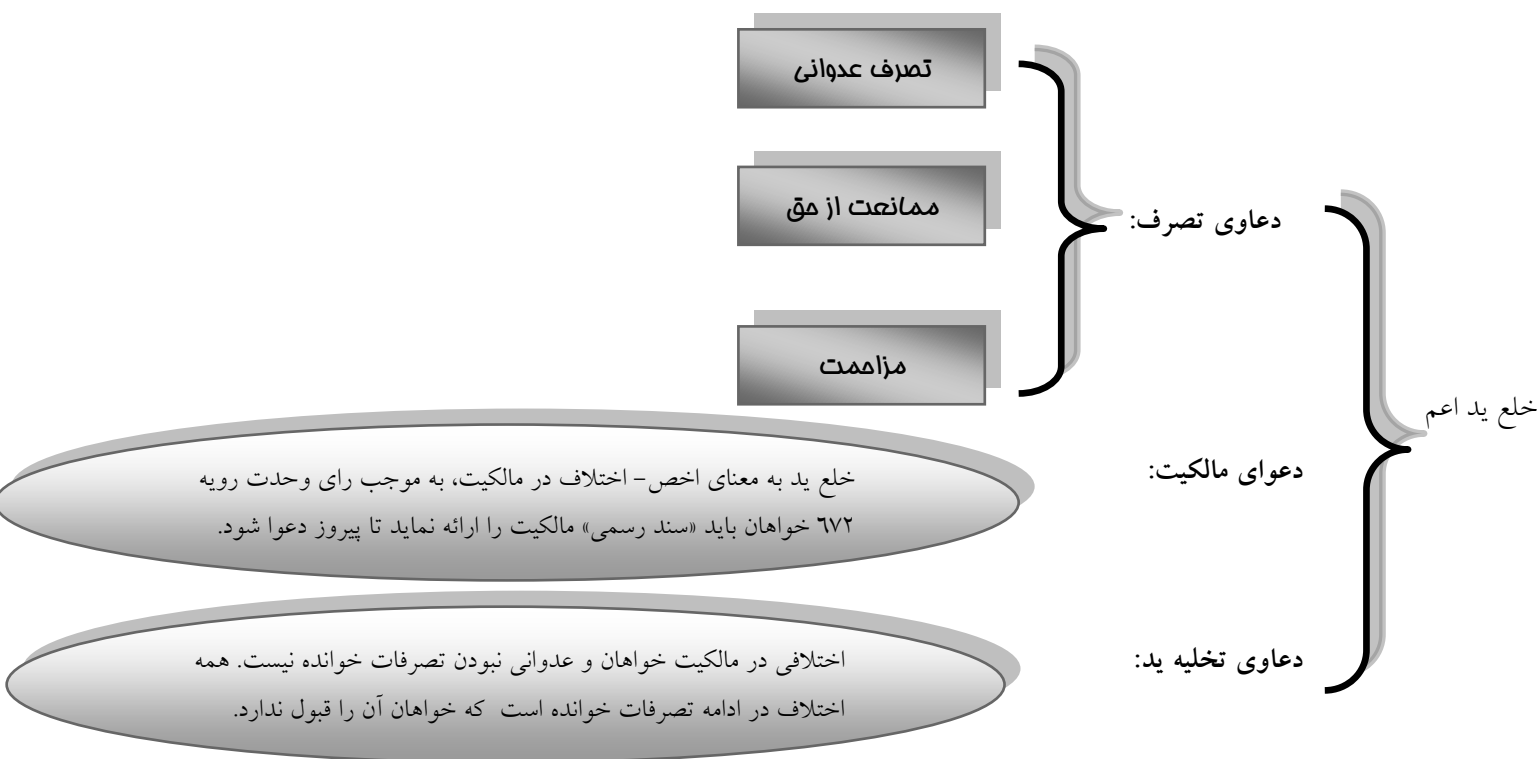 خلع ید اعم
دعاوی تصرف:
تصرف عدوانی
ممانعت از حق
مزاحمت
دعوای مالکیت:
خلع ید به معنای اخص- اختلاف در مالکیت، به موجب رای وحدت رویه
٦٧٢ خواهان باید «سند رسمی» مالکیت را ارائه نماید تا پیروز دعوا شود.
دعاوی تخلیه ید:
اختلافی در مالکیت خواهان و عدوانی نبودن تصرفات خوانده نیست. همه
اختلاف در ادامه تصرفات خوانده است که خواهان آن را قبول ندارد.